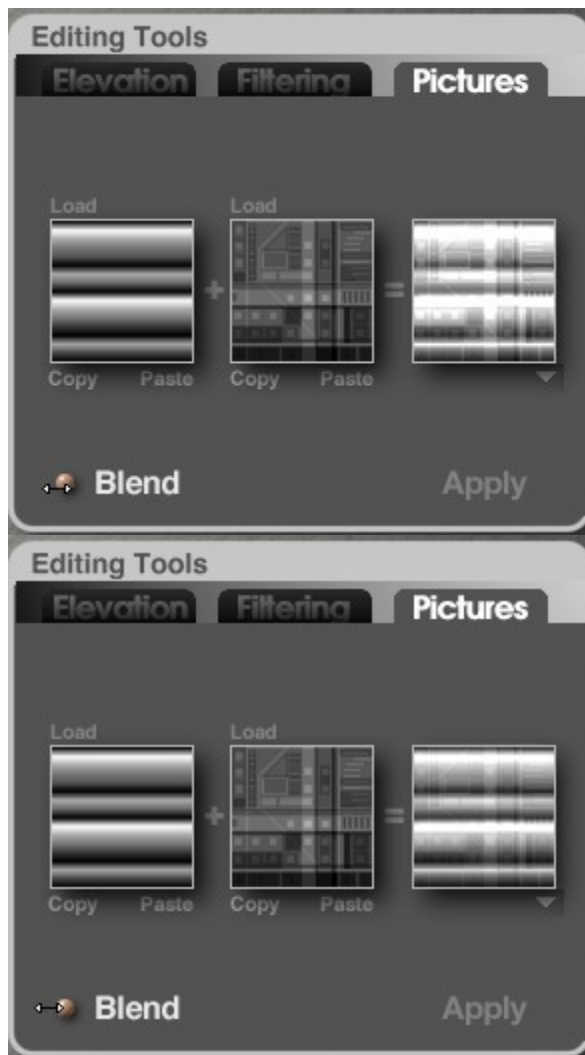 Editing Tools
Elevation Filtering Pictures
Load Load
+ =
Copy Paste Copy Paste
Blend Apply
Editing Tools
Elevation Filtering Pictures
Load Load
+ =
Copy Paste Copy Paste
Blend Apply